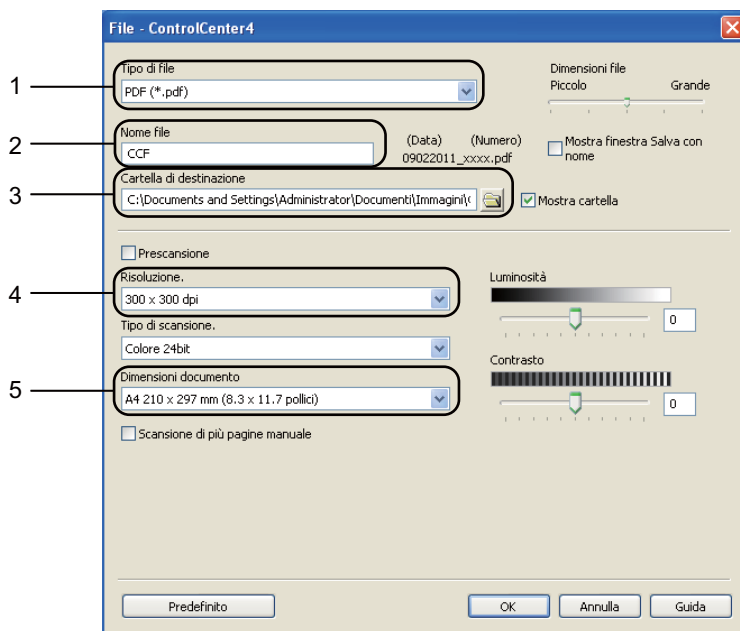 File - ControlCenter4
1
Tipo di file
PDF (*.pdf)
Dimensioni file
Piccolo Grande
2
Nome file
CCF
(Data) (Numero)
09022011_xxxx.pdf
Mostra finestra Salva con
nome
3
Cartella di destinazione
C:\Documents and Settings\Administrator\Documenti\Immagini\
Mostra cartella
Prescansione
4
Risoluzione.
300 x 300 dpi
Tipo di scansione.
Colore 24bit
5
Dimensioni documento
A4 210 x 297 mm (8.3 x 11.7 pollici)
Scansione di più pagine manuale
Luminosità
0
Contrasto
0
Predefinito OK Annulla Guida